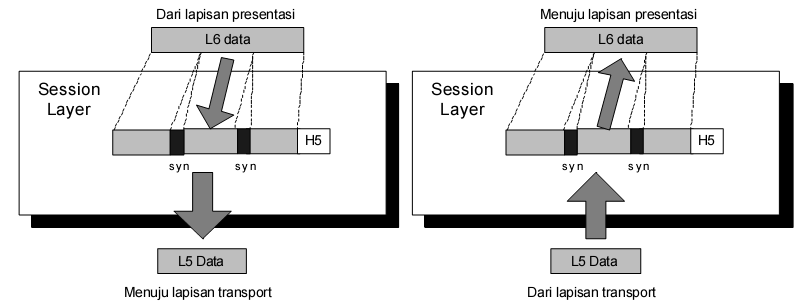 Dari lapisan presentasi
L6 data
Session
Layer
H5
syn
syn
L5 Data
Menuju lapisan transport
Menuju lapisan presentasi
L6 data
Session
Layer
H5
syn
syn
L5 Data
Dari lapisan transport